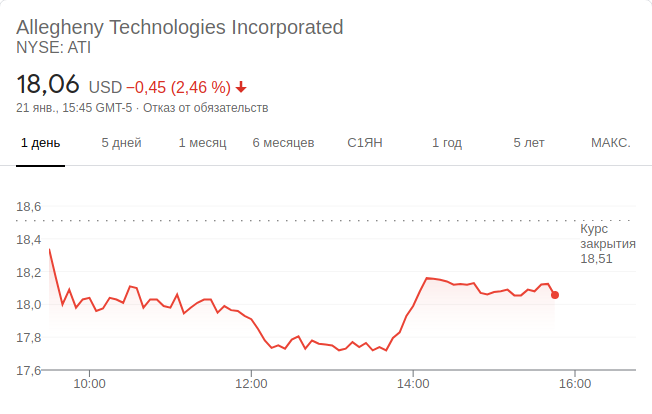 Allegheny Technologies Incorporated
NYSE: ATI
18,06 USD −0,45 (2,46 %)
21 янв., 15:45 GMT-5 · Отказ от обязательств
1 день 5 дней 1 месяц 6 месяцев С1ЯН 1 год 5 лет МАКС.
18,6
Курс
закрытия
18,51
18,4
18,2
18,0
17,8
17,6
10:00 12:00 14:00 16:00